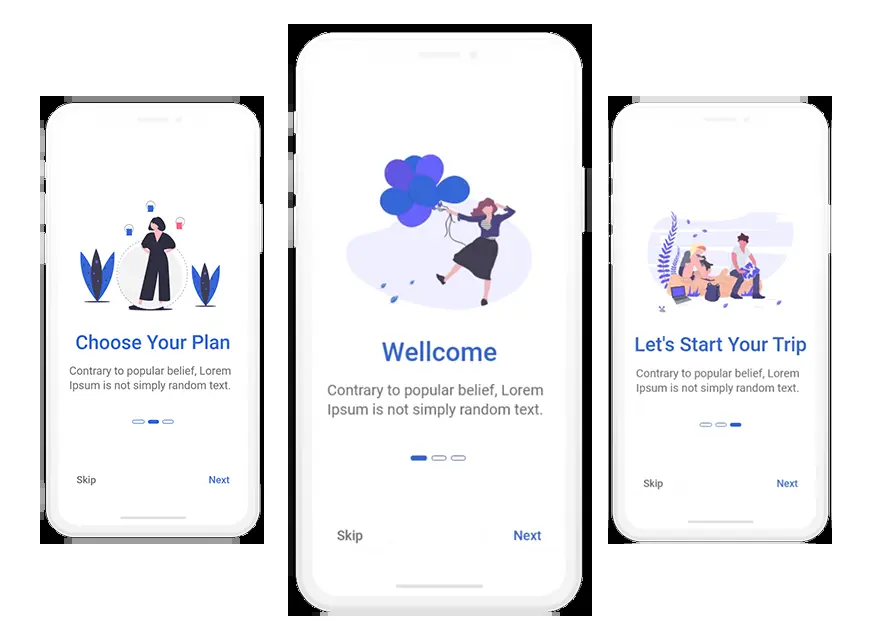 Choose Your Plan
Contrary to popular belief, Lorem
Ipsum is not simply random text.
Skip
Next
Wellcome
Contrary to popular belief, Lorem
Ipsum is not simply random text.
Skip
Next
Let's Start Your Trip
Contrary to popular belief, Lorem
Ipsum is not simply random text.
Skip
Next